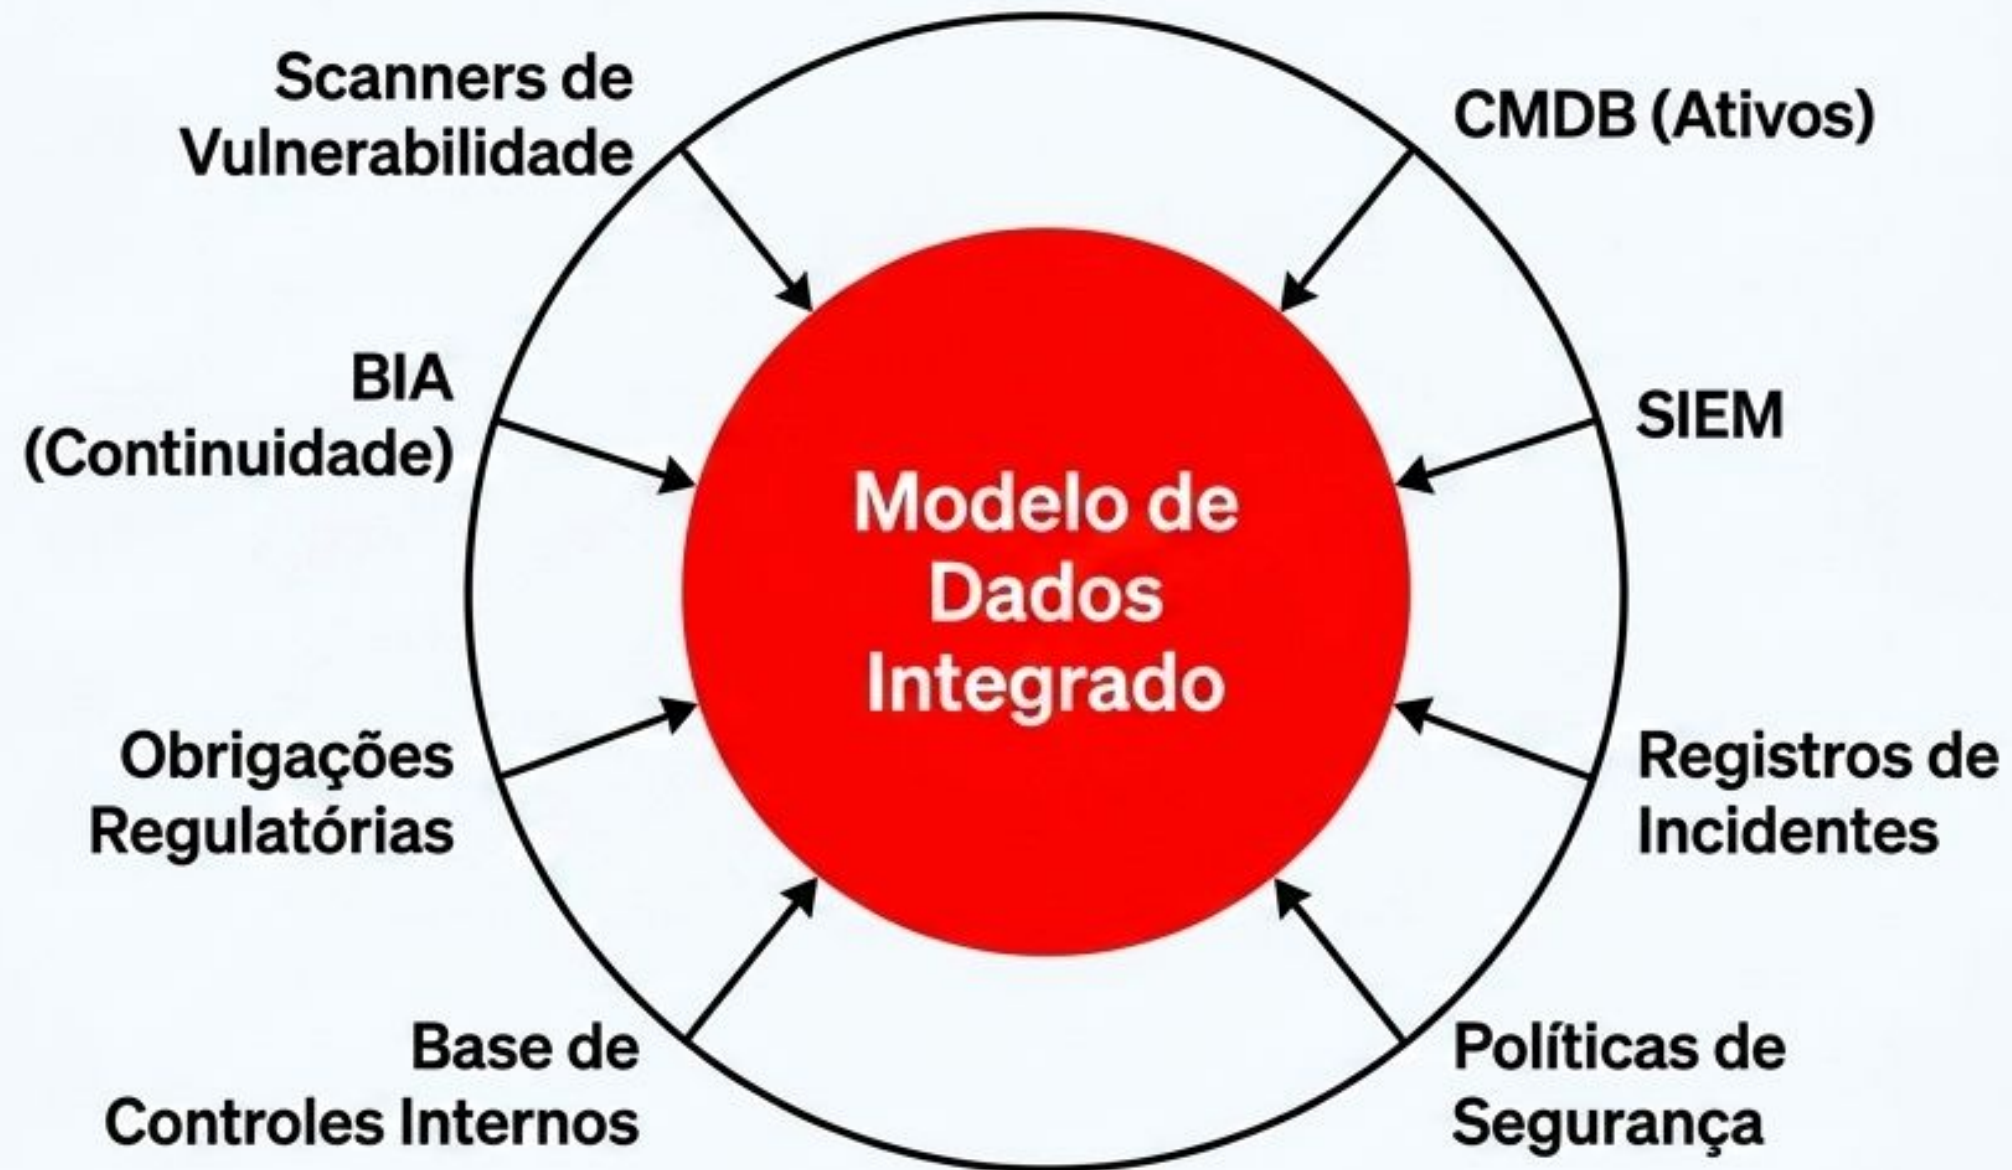 Scanners de
Vulnerabilidade
CMDB (Ativos)
BIA
(Continuidade)
SIEM
Modelo de
Dados
Integrado
Obrigações
Regulatórias
Registros de
Incidentes
Base de
Controles Internos
Políticas de
Segurança